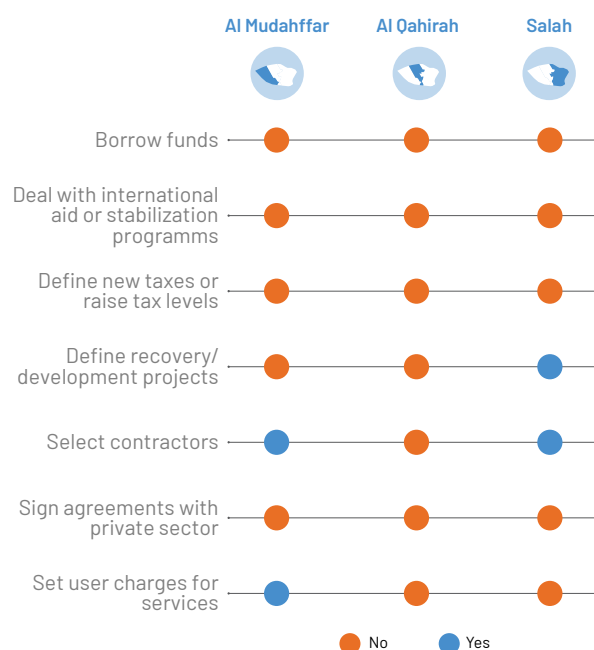 Al Mudahffar
Al Qahirah
Salah
Borrow funds
Deal with international
aid or stabilization
programms
Define new taxes or
raise tax levels
Define recovery/
development projects
Select contractors
Sign agreements with
private sector
Set user charges for
services
No
Yes